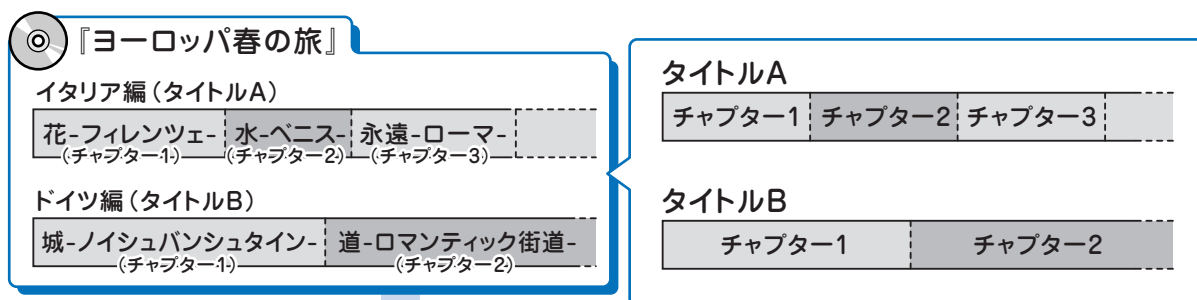 『ヨーロッパ春の旅』
イタリア編(タイトルA)
花-フィレンツェ- 水-ベニス- 永遠-ローマ-
(チャプター1) (チャプター2) (チャプター3)
ドイツ編(タイトルB)
城-ノイシュバンシュタイン- 道-ロマンティック街道-
(チャプター1) (チャプター2)
タイトルA
チャプター1 チャプター2 チャプター3
タイトルB
チャプター1 チャプター2